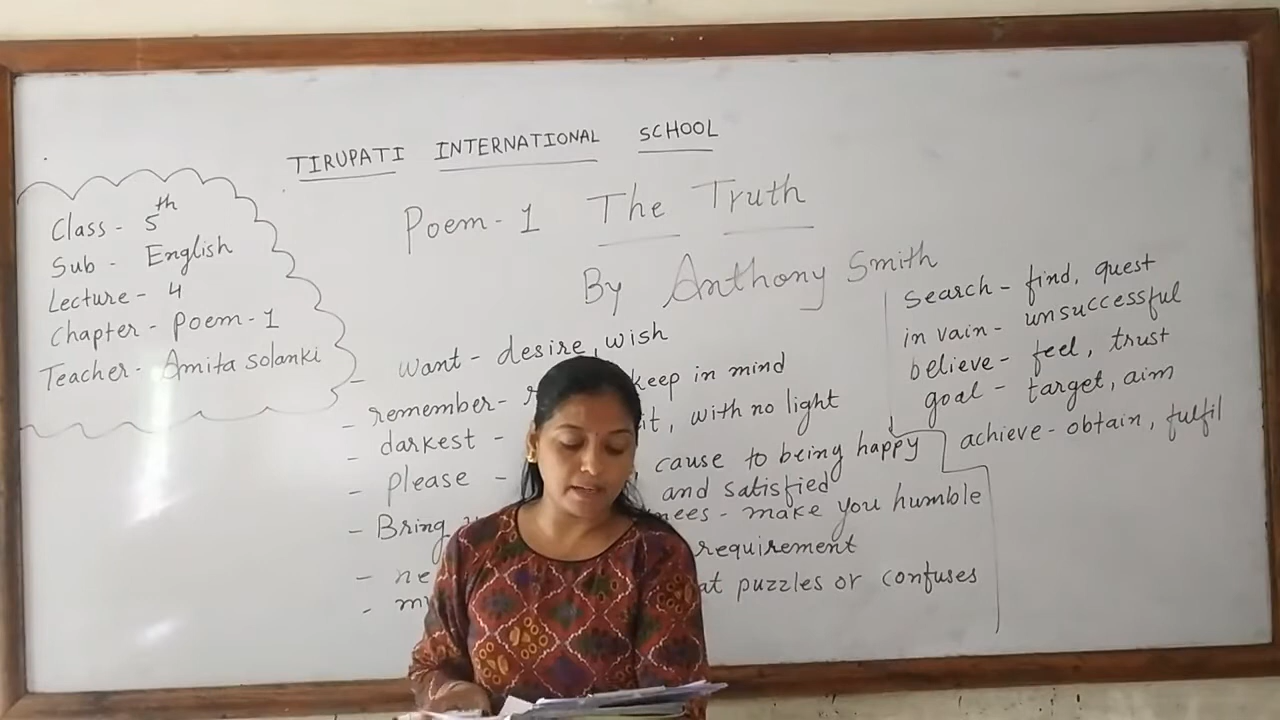 TIRUPATI INTERNATIONAL SCHOOL
Class - 5th
Sub - English
Lecture - 4
Chapter - Poem - 1
Teacher - Amita Solanki
Poem - 1 The Truth
By Anthony Smith
- want - desire, wish
- remember - keep in mind
- darkest - it, with no light
- please - cause to being happy
and satisfied
- Bring - make you humble
- requirement
- puzzles or confuses
search - find, quest
in vain - unsuccessful
believe - feel, trust
goal - target, aim
achieve - obtain, fulfil